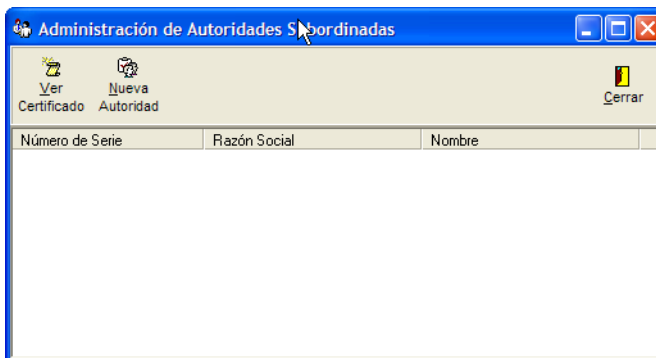 Administración de Autoridades Subordinadas
Ver Certificado
Nueva Autoridad
Cerrar
Número de Serie
Razón Social
Nombre